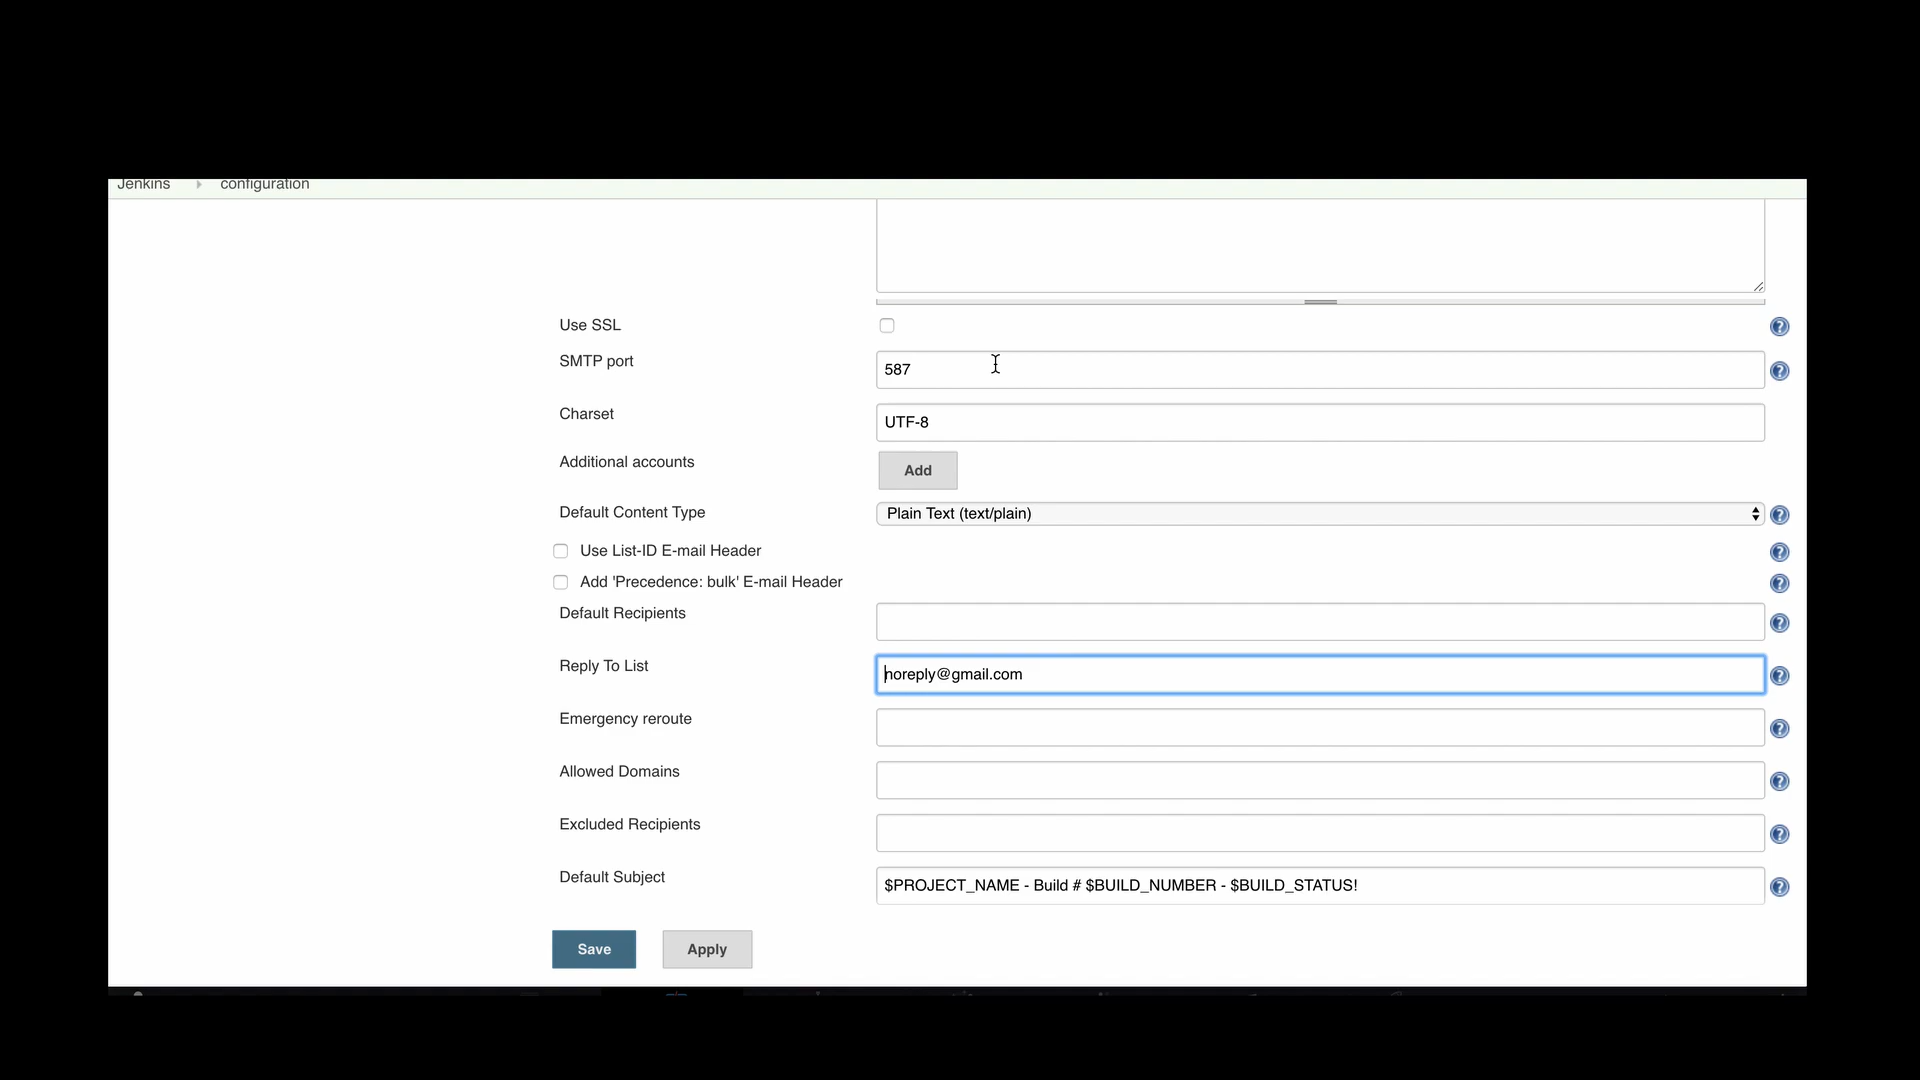 Jenkins configuration
Use SSL
SMTP port
587
Charset
UTF-8
Additional accounts
Add
Default Content Type
Plain Text (text/plain)
Use List-ID E-mail Header
Add 'Precedence: bulk' E-mail Header
Default Recipients
Reply To List
noreply@gmail.com
Emergency reroute
Allowed Domains
Excluded Recipients
Default Subject
$PROJECT_NAME - Build # $BUILD_NUMBER - $BUILD_STATUS!
Save Apply